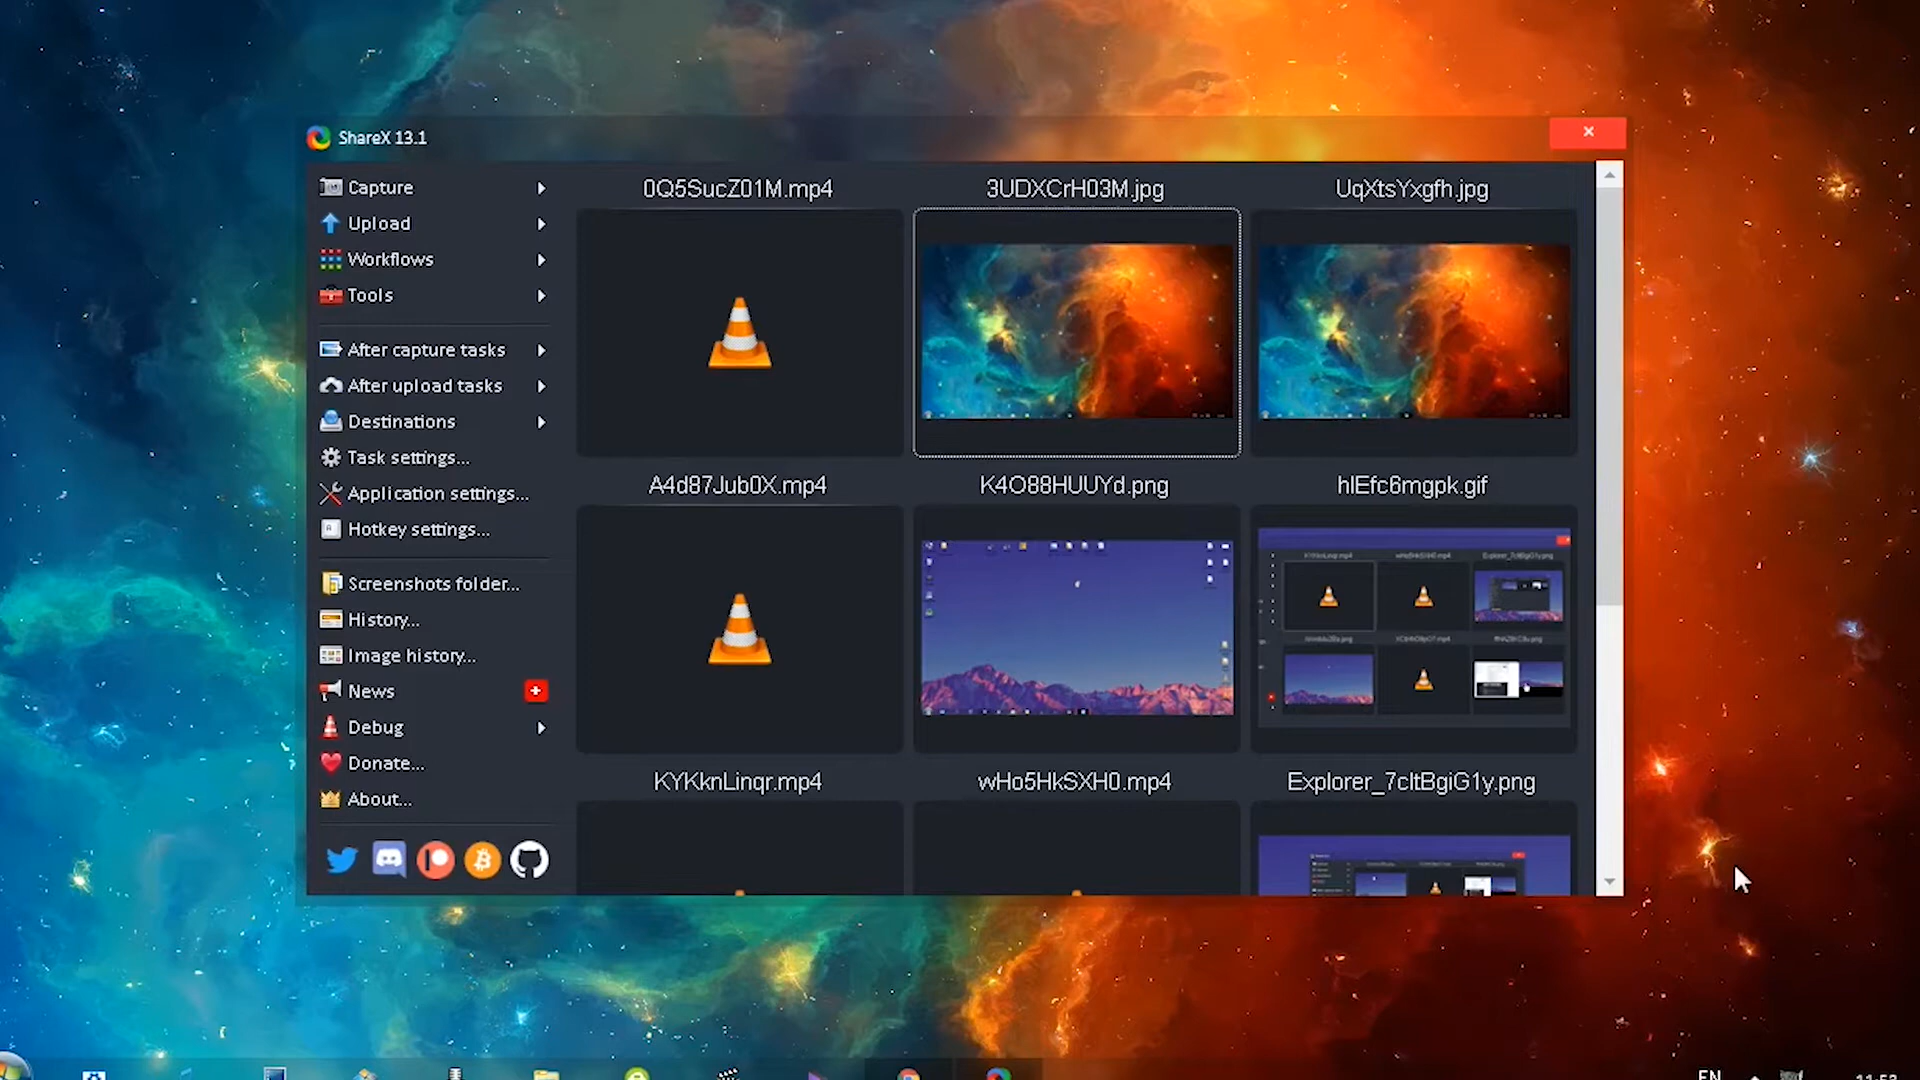 ShareX 13.1
Capture
Upload
Workflows
Tools
After capture tasks
After upload tasks
Destinations
Task settings...
Application settings...
Hotkey settings...
Screenshots folder...
History...
Image history...
News
Debug
Donate...
About...
0Q5SucZ01M.mp4
3UDXCrH03M.jpg
UqXtsYxgfh.jpg
A4d87Jub0X.mp4
K4O88HUUYd.png
hlEfc6mgpk.gif
KYKknLinqr.mp4
wHo5HkSXH0.mp4
Explorer_7cltBgiG1y.png
EN